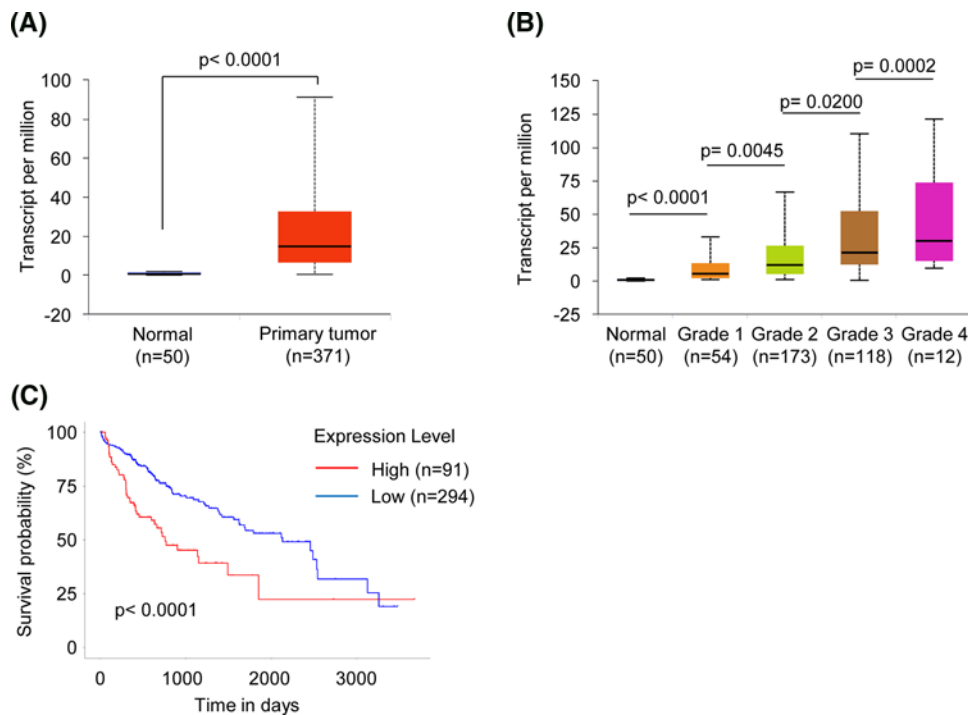 (A)
p< 0.0001
Transcript per million
100
80
60
40
20
0
-20
Normal
(n=50)
Primary tumor
(n=371)
(B)
p= 0.0002
p= 0.0200
p= 0.0045
p< 0.0001
Transcript per million
150
125
100
75
50
25
0
-25
Normal
(n=50)
Grade 1
(n=54)
Grade 2
(n=173)
Grade 3
(n=118)
Grade 4
(n=12)
(C)
Survival probability (%)
100
75
50
25
0
Expression Level
High (n=91)
Low (n=294)
p< 0.0001
0 1000 2000 3000
Time in days